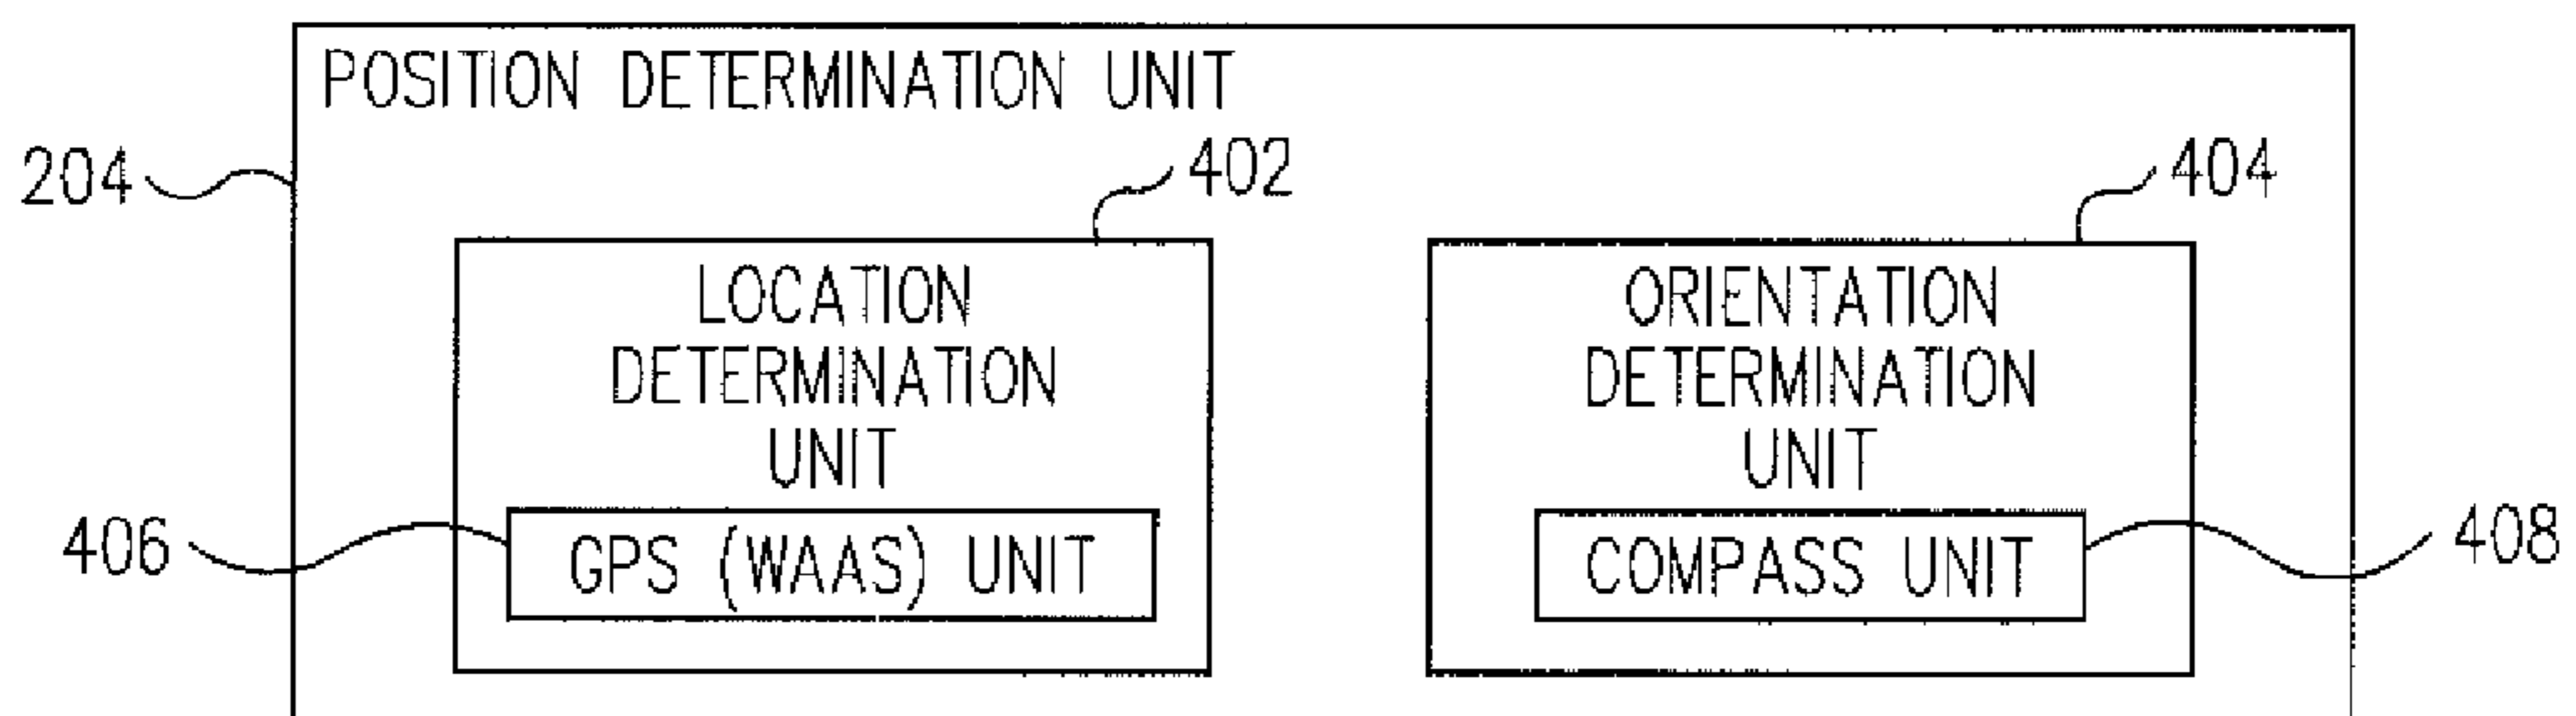 POSITION DETERMINATION UNIT
204
402
404
LOCATION
DETERMINATION
UNIT
ORIENTATION
DETERMINATION
UNIT
406
GPS (WAAS) UNIT
COMPASS UNIT
408